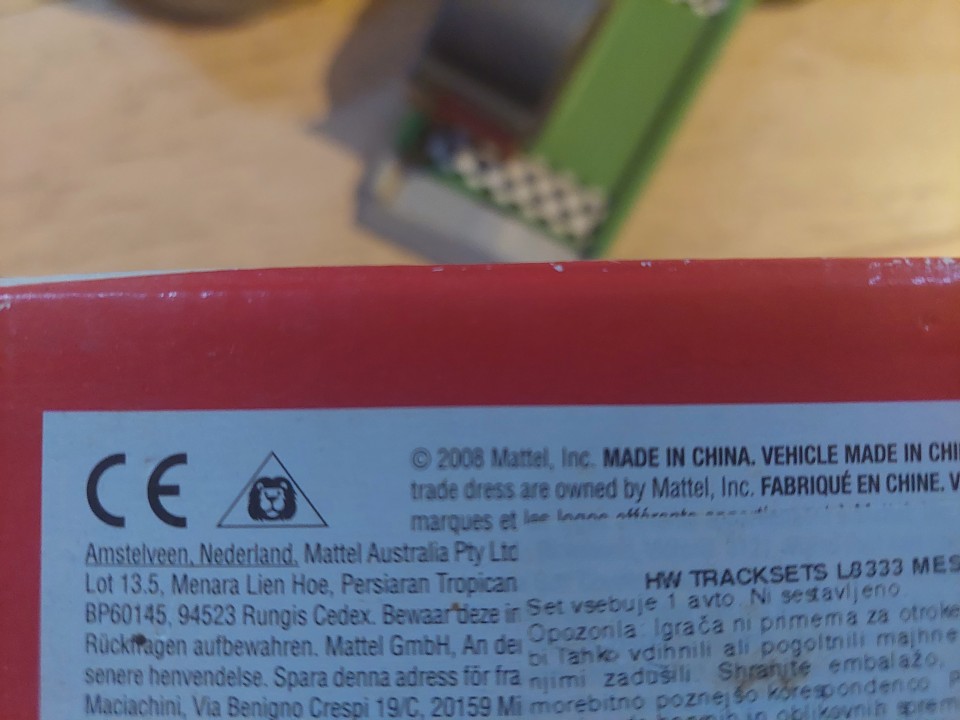 CE
© 2008 Mattel, Inc. MADE IN CHINA. VEHICLE MADE IN CHI
trade dress are owned by Mattel, Inc. FABRIQUÉ EN CHINE. V
marques et
Amstelveen, Nederland, Mattel Australia Pty Ltd
Lot 13.5, Menara Lien Hoe, Persiaran Tropican
BP60145, 94523 Rungis Cedex. Bewaar deze in
Rückfragen aufbewahren. Mattel GmbH, An de
senere henvendelse. Spara denna adress för fra
Maciachini, Via Benigno Crespi 19/C, 20159 Mi
HW TRACKSETS L8333 MES
Set vsebuje 1 avto. Ni sestavljeno.
Opozorila: Igrača ni primerna za otroke
bi lahko vdihnili ali pogoltnili majhne
njimi zadušili. Shranite embalažo,
morebitno poznejšo korespondenco. P
in oblikovnih sprem